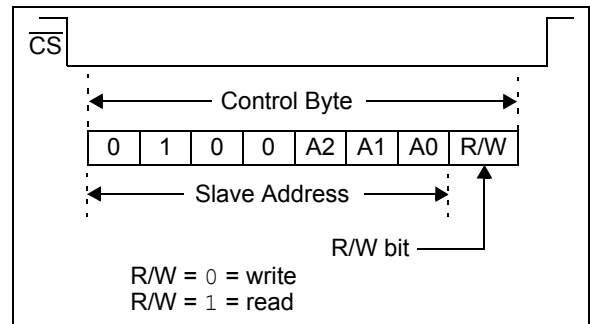 CS
Control Byte
0 1 0 0 A2 A1 A0 R/W
Slave Address
R/W bit
R/W = 0 = write
R/W = 1 = read